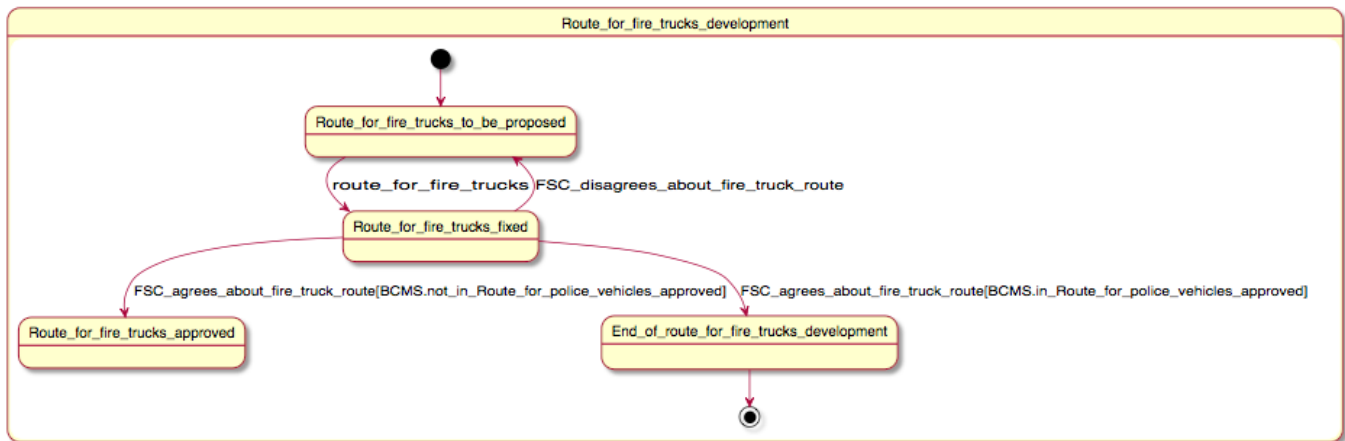 Route_for_fire_trucks_development
Route_for_fire_trucks_to_be_proposed
route_for_fire_trucks
FSC_disagrees_about_fire_truck_route
Route_for_fire_trucks_fixed
FSC_agrees_about_fire_truck_route[BCMS.not_in_Route_for_police_vehicles_approved]
FSC_agrees_about_fire_truck_route[BCMS.in_Route_for_police_vehicles_approved]
Route_for_fire_trucks_approved
End_of_route_for_fire_trucks_development